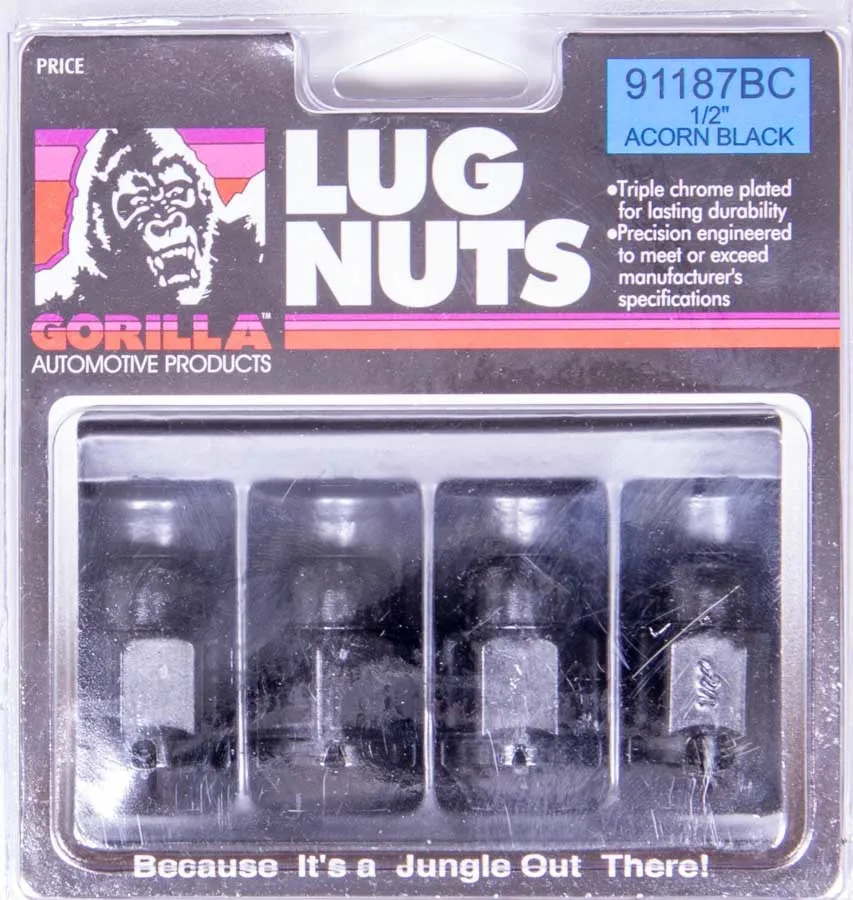 PRICE
91187BC
1/2"
ACORN BLACK
LUG
NUTS
•Triple chrome plated
for lasting durability
•Precision engineered
to meet or exceed
manufacturer's
specifications
GORILLA™
AUTOMOTIVE PRODUCTS
Because It's a Jungle Out There!